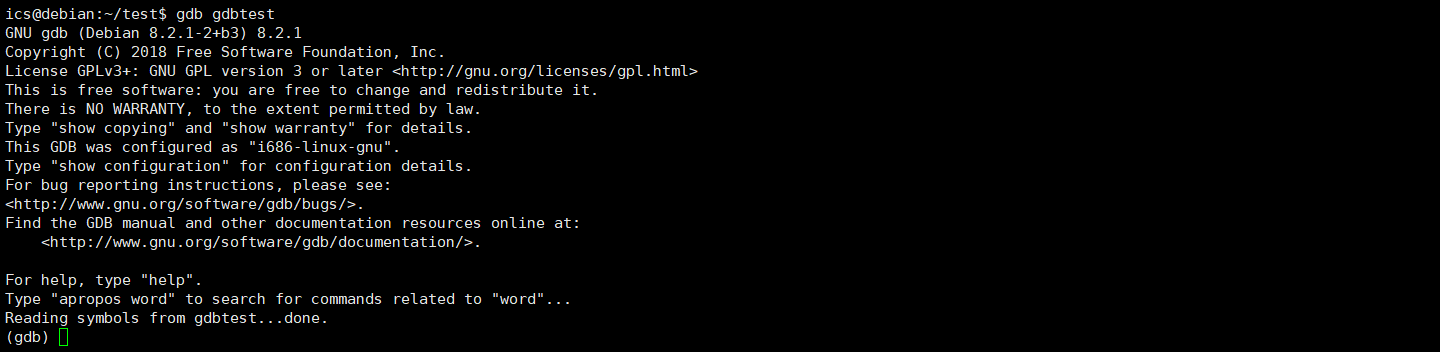 ics@debian:~/test$ gdb gdbtest
GNU gdb (Debian 8.2.1-2+b3) 8.2.1
Copyright (C) 2018 Free Software Foundation, Inc.
License GPLv3+: GNU GPL version 3 or later <http://gnu.org/licenses/gpl.html>
This is free software: you are free to change and redistribute it.
There is NO WARRANTY, to the extent permitted by law.
Type "show copying" and "show warranty" for details.
This GDB was configured as "i686-linux-gnu".
Type "show configuration" for configuration details.
For bug reporting instructions, please see:
<http://www.gnu.org/software/gdb/bugs/>.
Find the GDB manual and other documentation resources online at:
    <http://www.gnu.org/software/gdb/documentation/>.

For help, type "help".
Type "apropos word" to search for commands related to "word"...
Reading symbols from gdbtest...done.
(gdb)